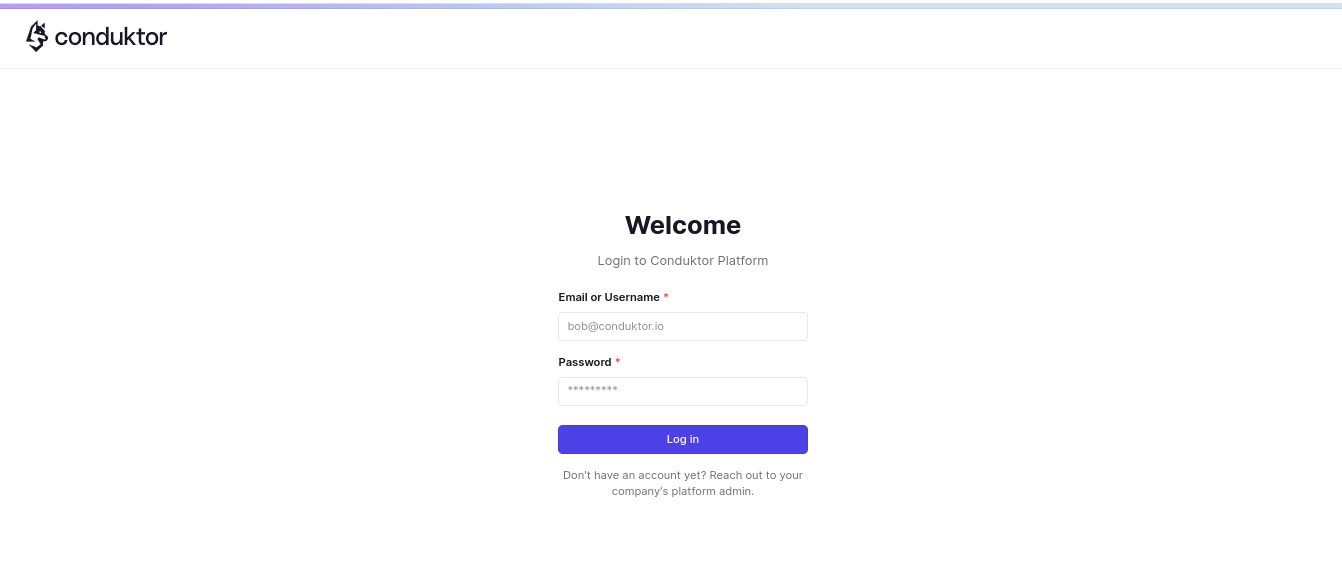 conduktor
Welcome
Login to Conduktor Platform
Email or Username *
bob@conduktor.io
Password *
*********
Log in
Don't have an account yet? Reach out to your
company's platform admin.